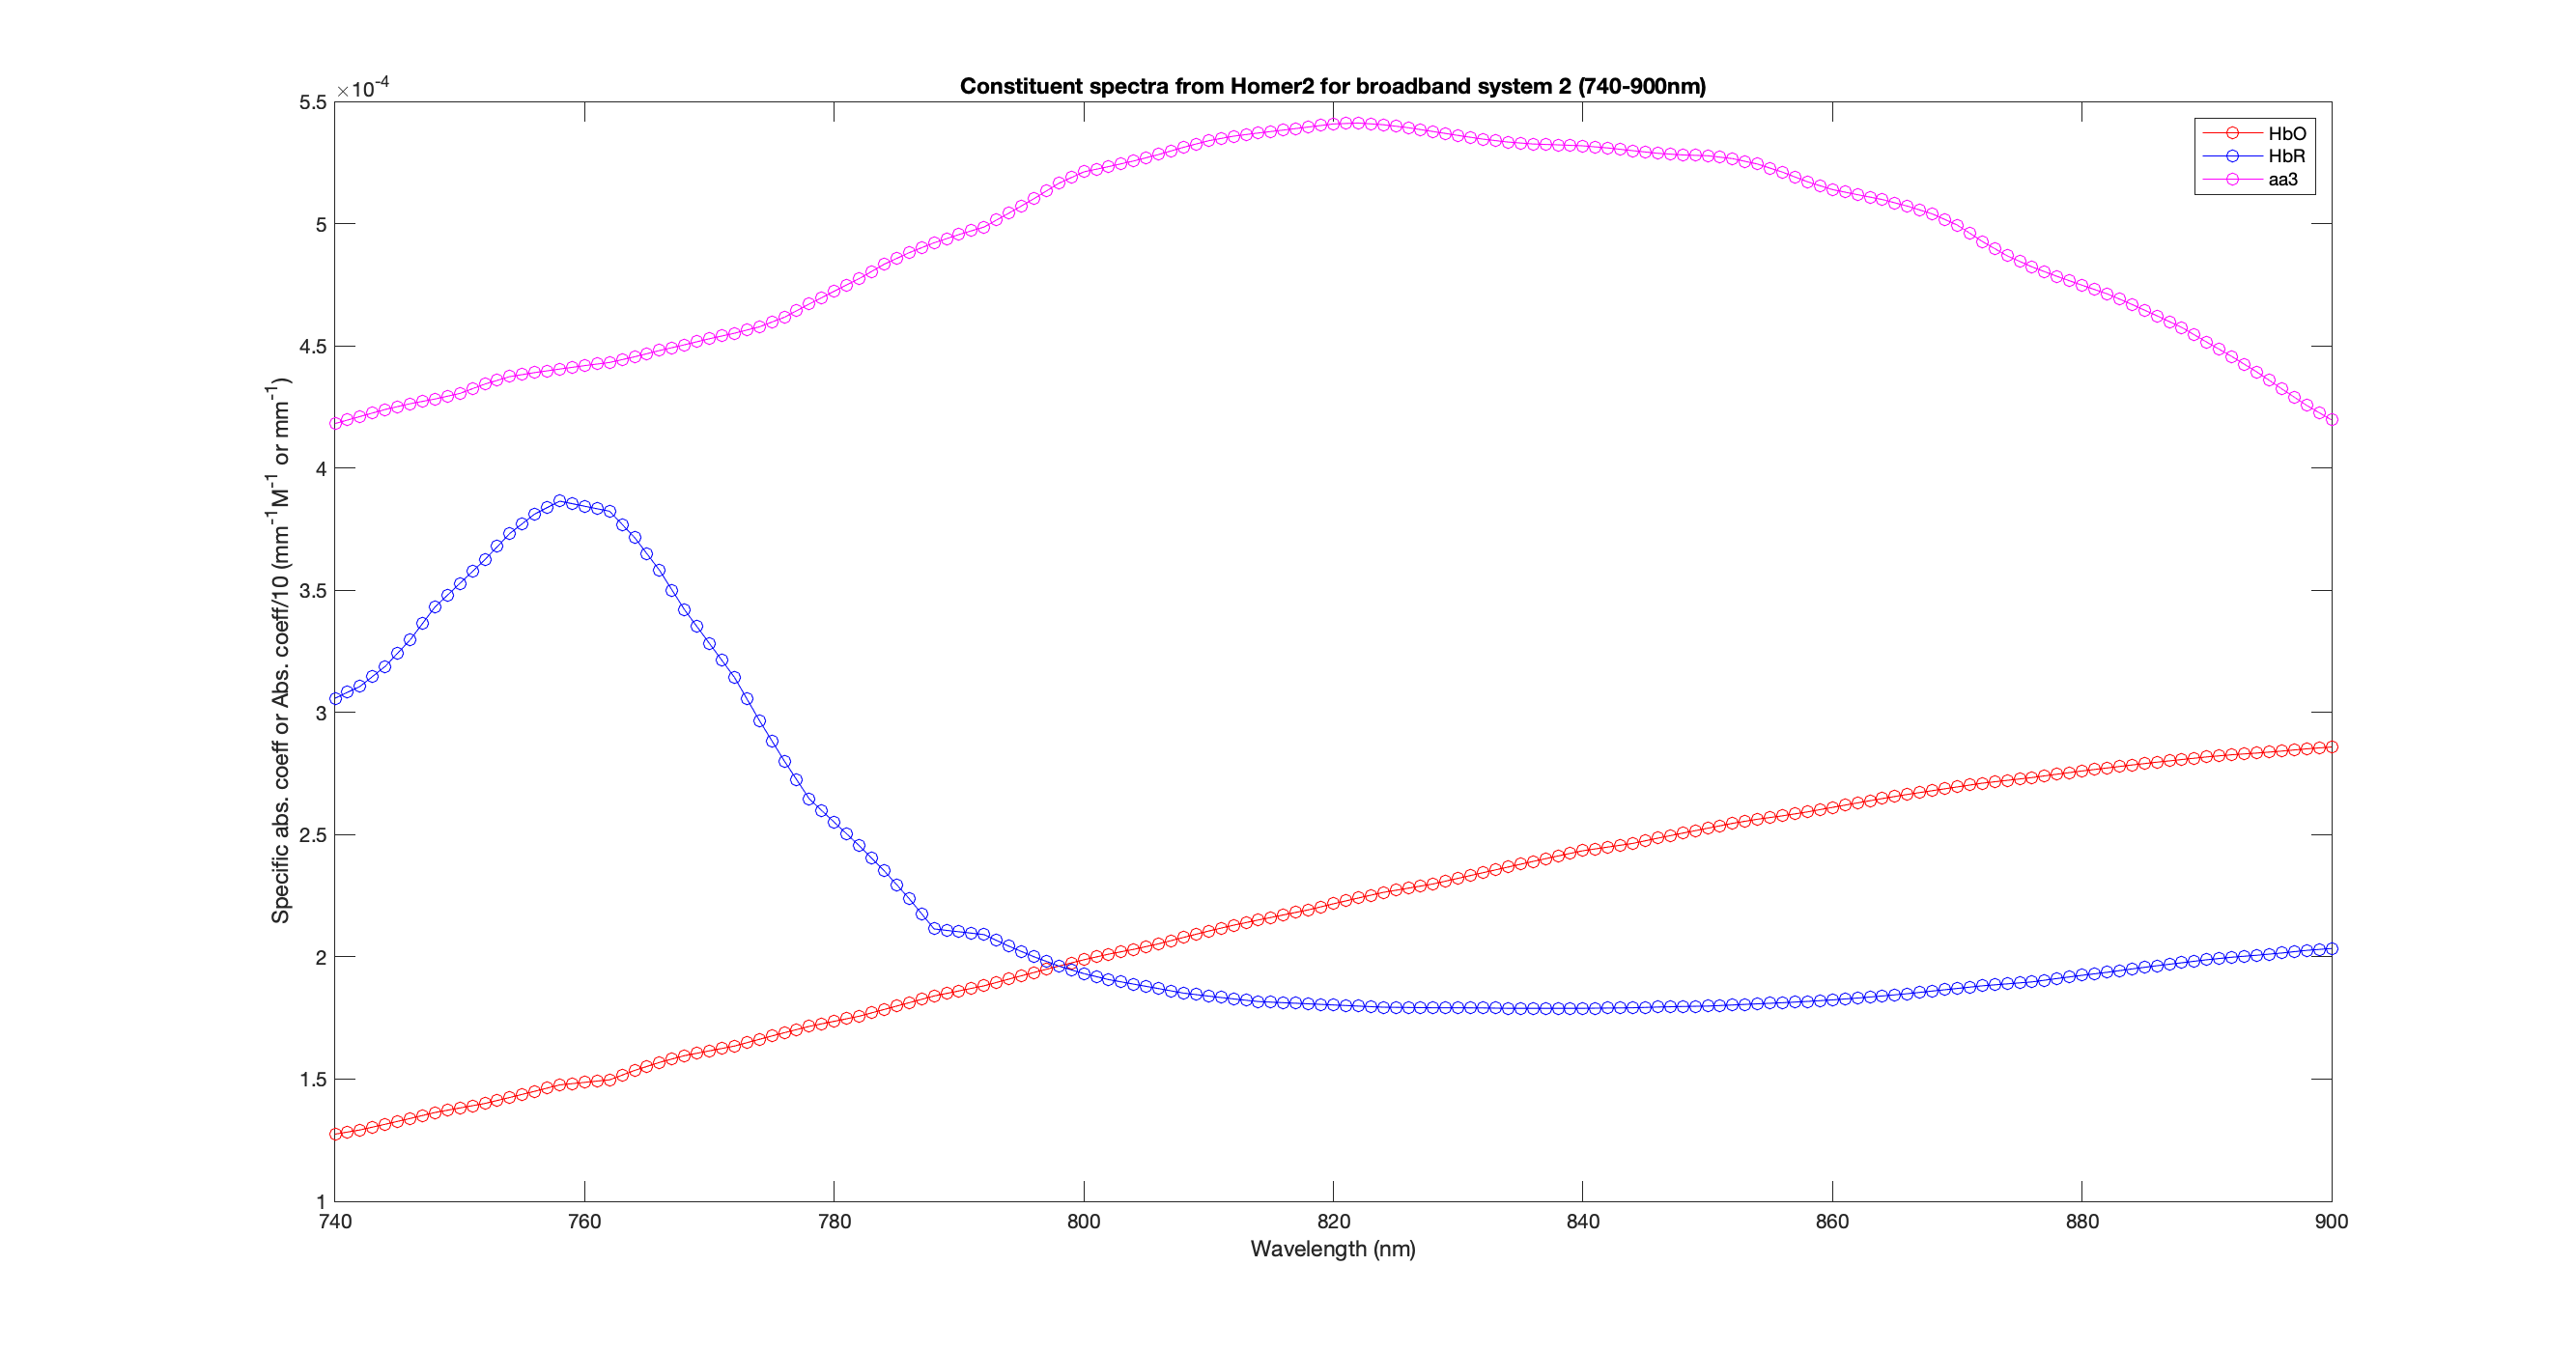 Constituent spectra from Homer2 for broadband system 2 (740-900nm)
×10-4
5.5
5
4.5
4
3.5
3
2.5
2
1.5
1
Specific abs. coeff or Abs. coeff/10 (mm-1M-1 or mm-1)
HbO
HbR
aa3
740 760 780 800 820 840 860 880 900
Wavelength (nm)